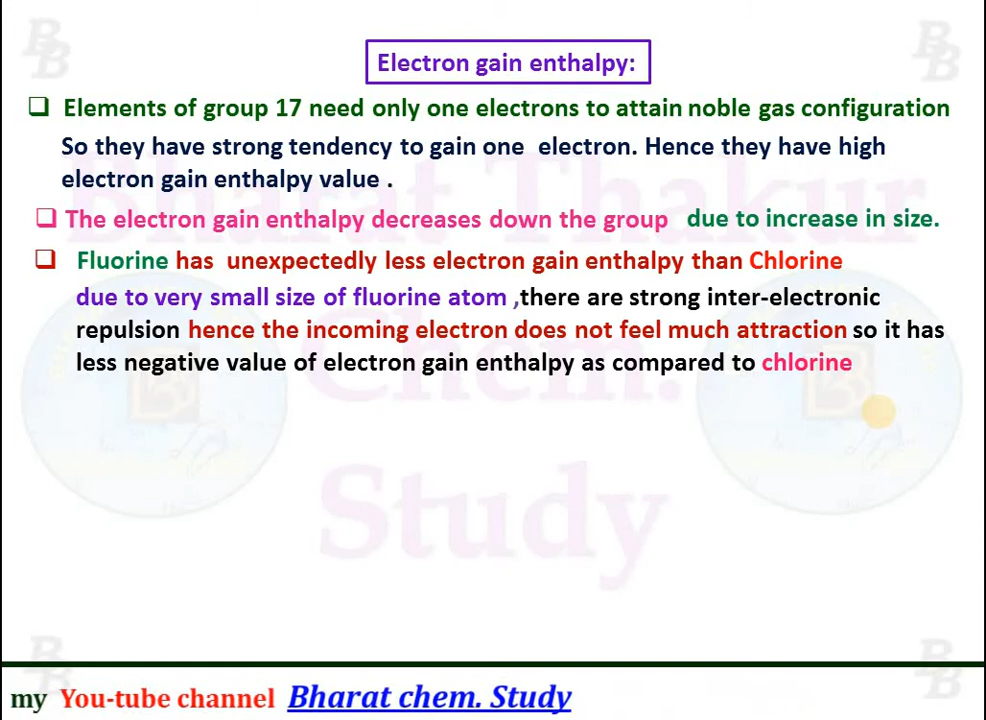 Electron gain enthalpy:
Elements of group 17 need only one electrons to attain noble gas configuration
So they have strong tendency to gain one electron. Hence they have high
electron gain enthalpy value .
The electron gain enthalpy decreases down the group due to increase in size.
Fluorine has unexpectedly less electron gain enthalpy than Chlorine
due to very small size of fluorine atom ,there are strong inter-electronic
repulsion hence the incoming electron does not feel much attraction so it has
less negative value of electron gain enthalpy as compared to chlorine
Bharat Thakur
Chem.
Study
my You-tube channel Bharat chem. Study